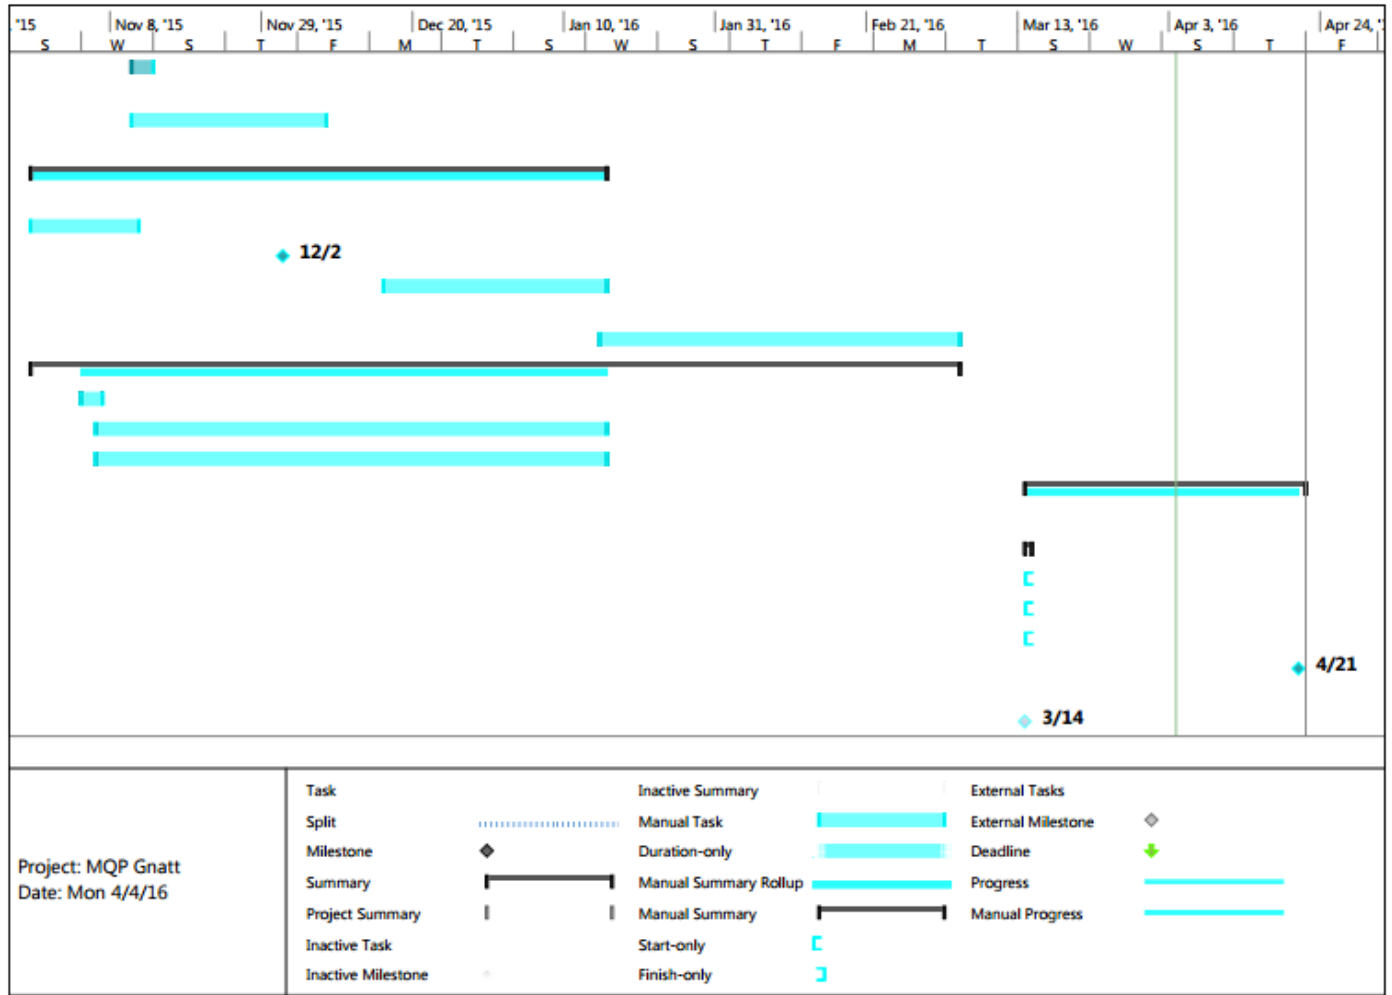 , '15 Nov 8, '15 Nov 29, '15 Dec 20, '15 Jan 10, '16 Jan 31, '16 Feb 21, '16 Mar 13, '16 Apr 3, '16 Apr 24, '
S W S T F M T S W S T F M T S W S T F
12/2
4/21
3/14
Project: MQP Gnatt
Date: Mon 4/4/16
Task
Split
Milestone
Summary
Project Summary
Inactive Task
Inactive Milestone
Inactive Summary
Manual Task
Duration-only
Manual Summary Rollup
Manual Summary
Start-only
Finish-only
External Tasks
External Milestone
Deadline
Progress
Manual Progress